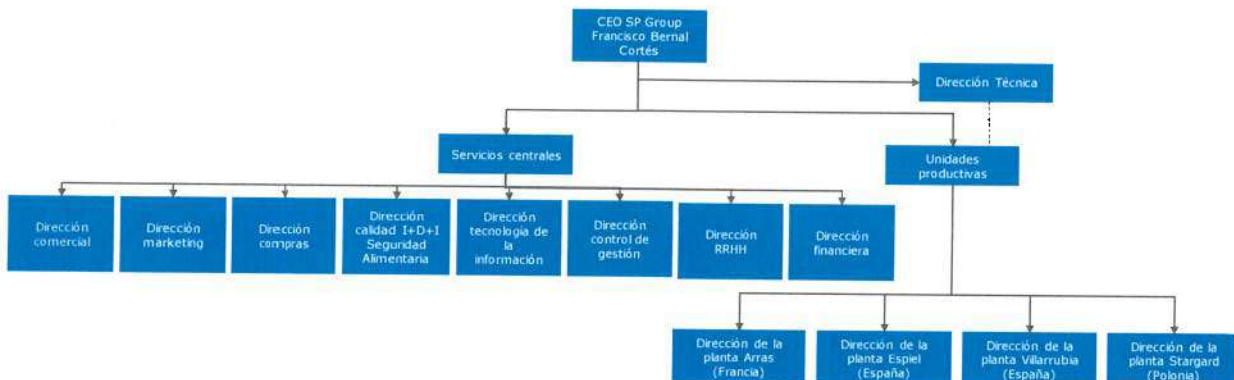 CEO SP Group
Francisco Bernal
Cortés
Dirección Técnica
Servicios centrales
Unidades
productivas
Dirección
comercial
Dirección
marketing
Dirección
compras
Dirección
calidad I+D+I
Seguridad
Alimentaria
Dirección
tecnología de
la
información
Dirección
control de
gestión
Dirección
RRHH
Dirección
financiera
Dirección de la
planta Arras
(Francia)
Dirección de la
planta Espiel
(España)
Dirección de la
planta Villarrubia
(España)
Dirección de la
planta Stargard
(Polonia)